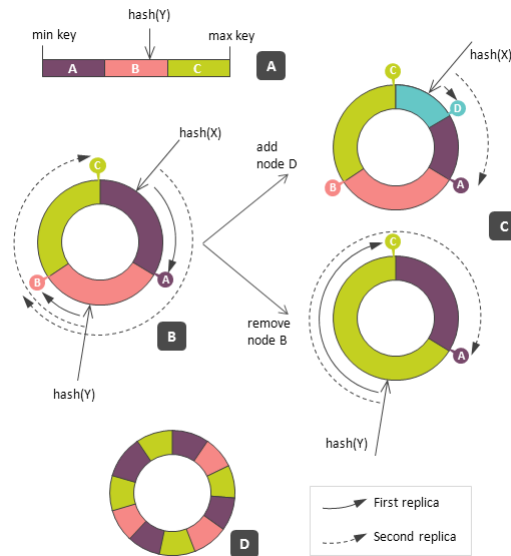 hash(Y)
min key
max key
A B C
A
hash(X)
C
D
B
A
C
add
node D
hash(X)
C
B
A
B
hash(Y)
remove
node B
C
A
hash(Y)
D
First replica
Second replica